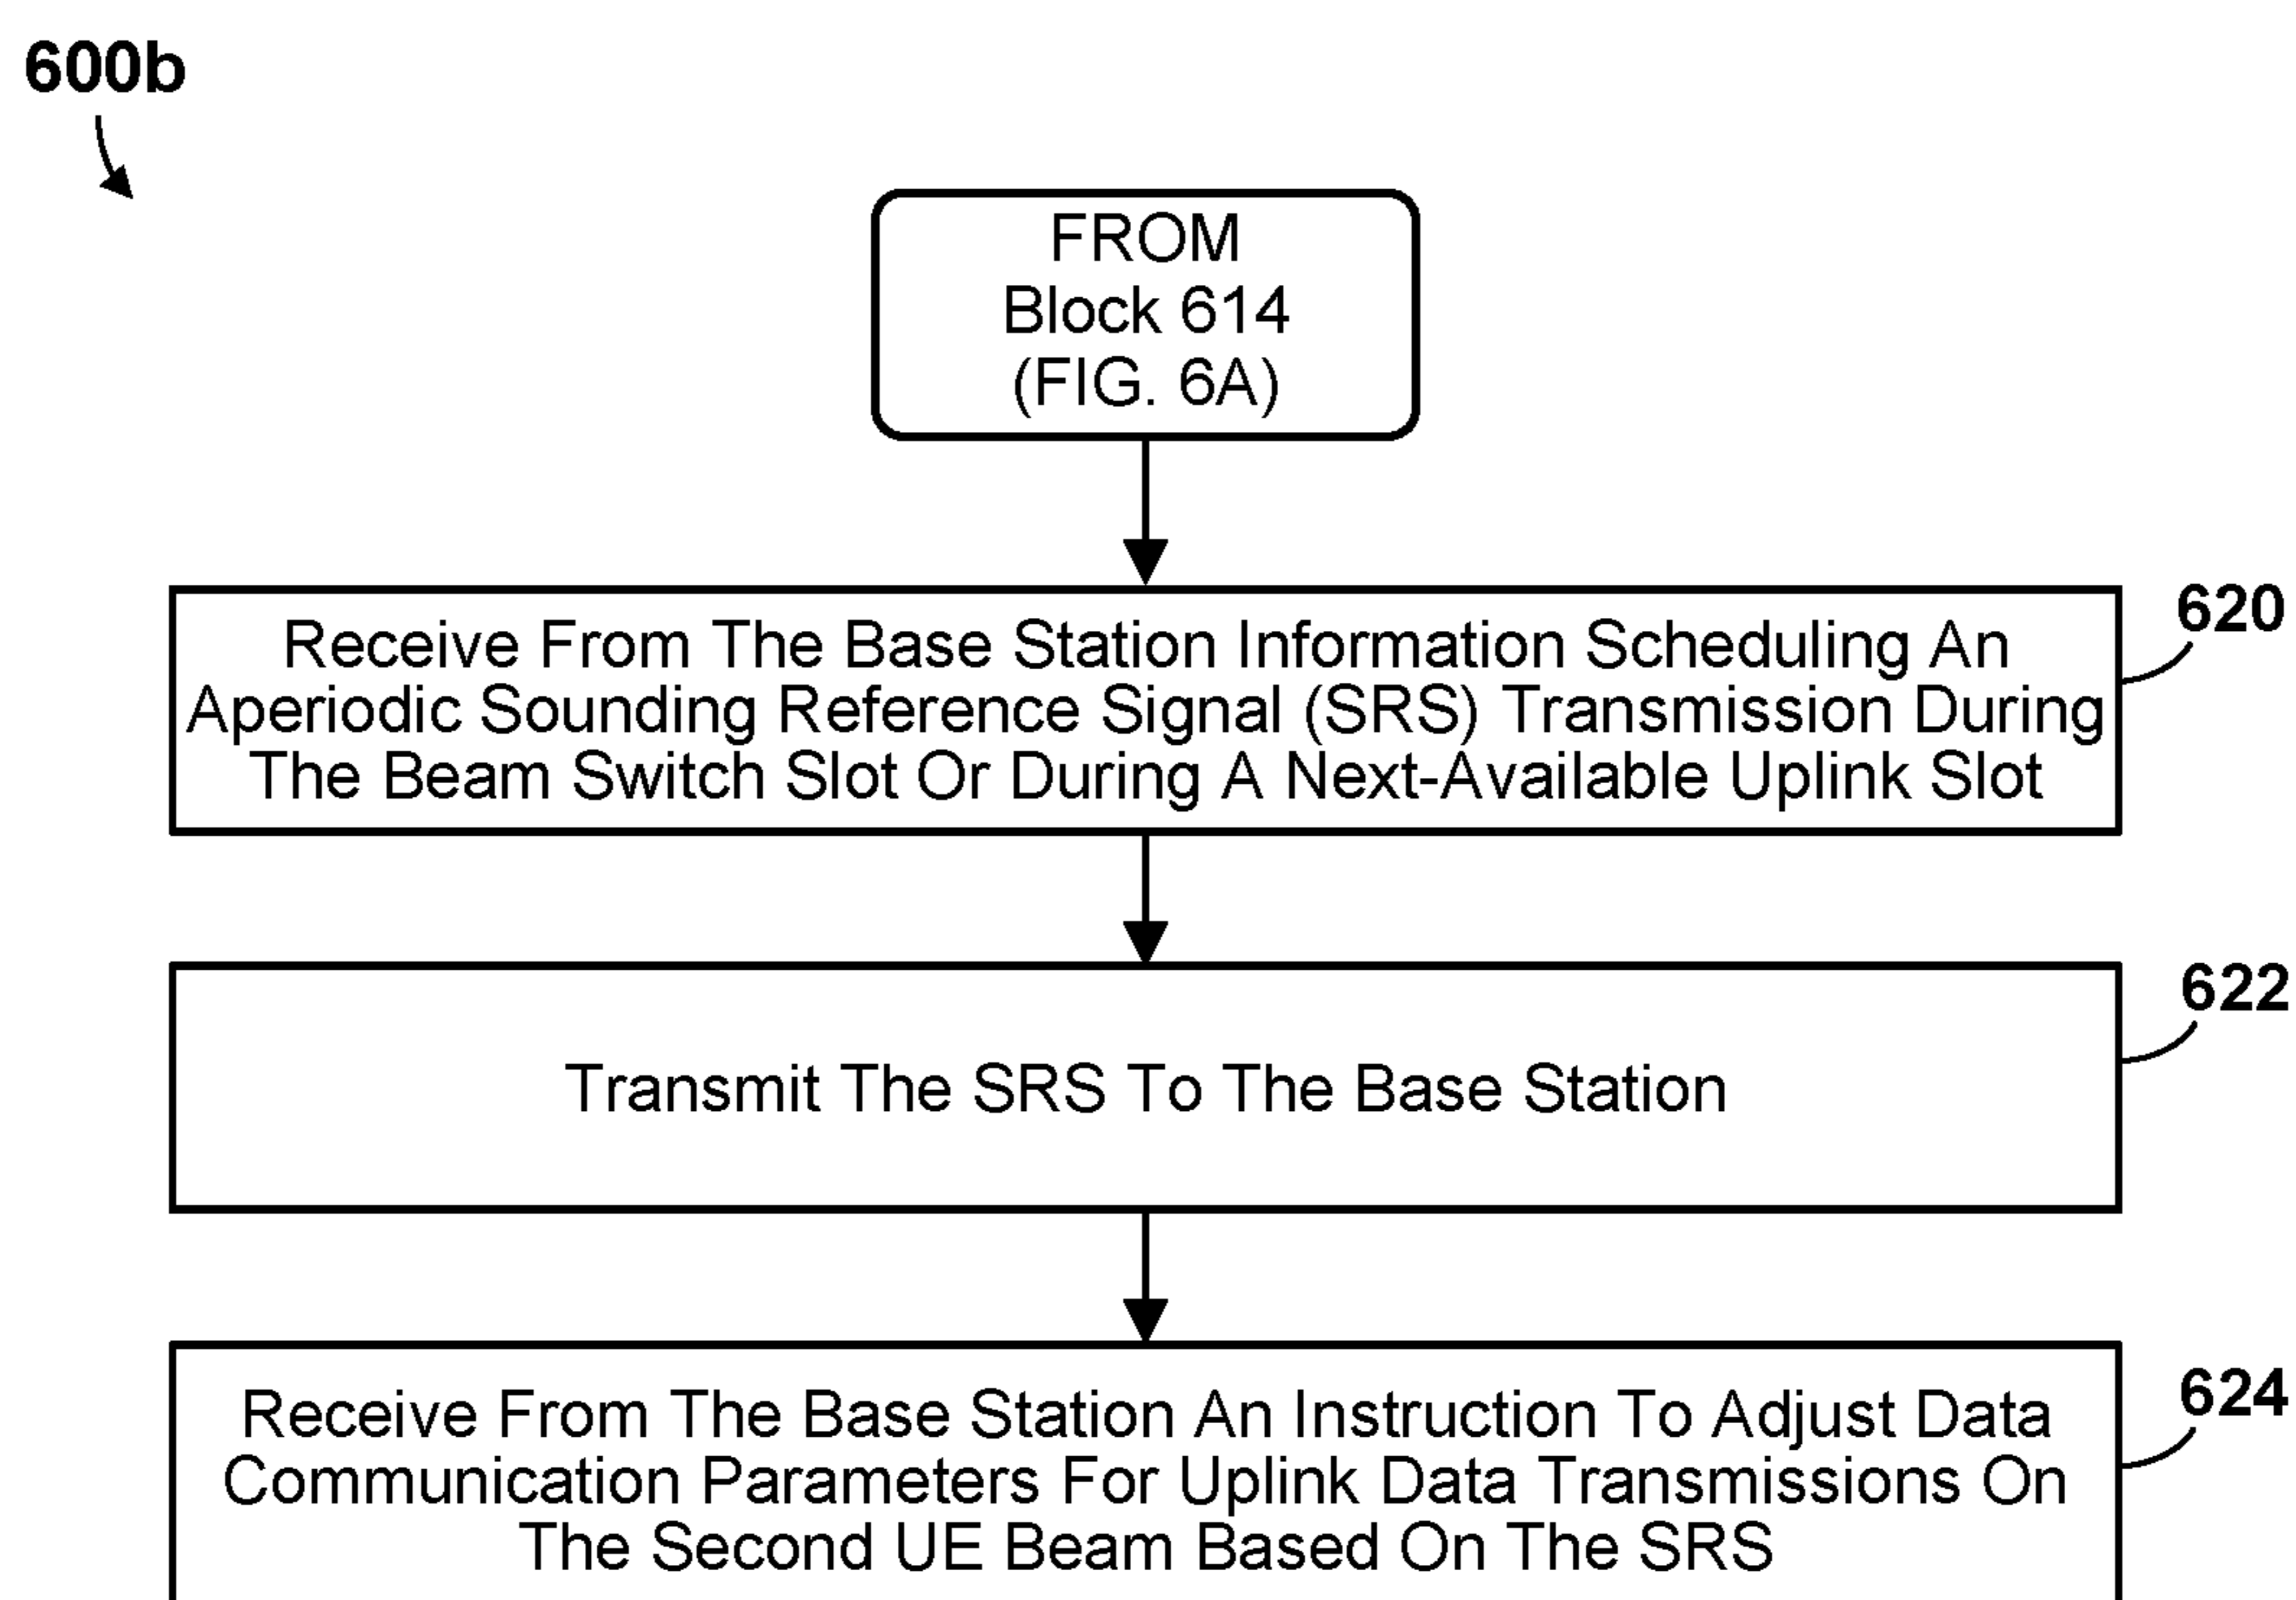 600b
FROM
Block 614
(FIG. 6A)
620
Receive From The Base Station Information Scheduling An
Aperiodic Sounding Reference Signal (SRS) Transmission During
The Beam Switch Slot Or During A Next-Available Uplink Slot
622
Transmit The SRS To The Base Station
624
Receive From The Base Station An Instruction To Adjust Data
Communication Parameters For Uplink Data Transmissions On
The Second UE Beam Based On The SRS